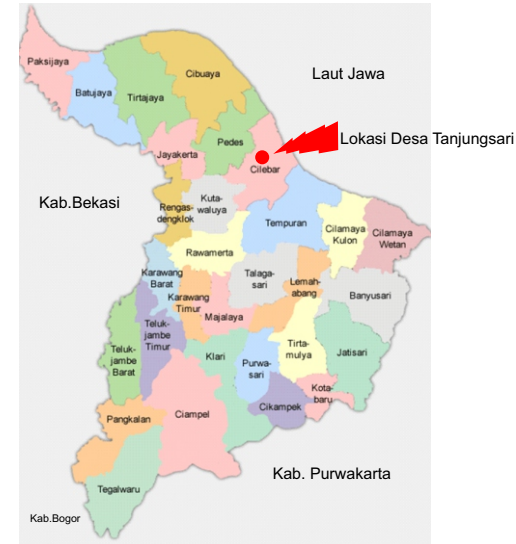 Paksijaya
Batujaya
Tirtajaya
Cibuaya
Laut Jawa
Pedes
Lokasi Desa Tanjungsari
Jayakerta
Cilebar
Kab.Bekasi
Rengas-
dengklok
Kuta-
waluya
Tempuran
Cilamaya
Kulon
Cilamaya
Wetan
Rawamerta
Karawang
Barat
Talaga-
sari
Lemah-
abang
Banyusari
Karawang
Timur
Majalaya
Teluk-
jambe
Timur
Teluk-
jambe
Barat
Klari
Purwa-
sari
Tirta-
mulya
Jatisari
Kota-
baru
Cikampek
Ciampel
Pangkalan
Kab. Purwakarta
Tegalwaru
Kab.Bogor